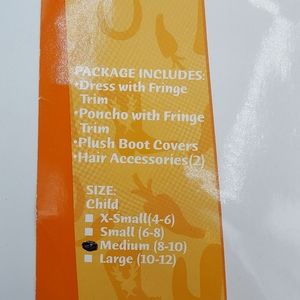 PACKAGE INCLUDES:
•Dress with Fringe
Trim
•Poncho with Fringe
Trim
•Plush Boot Covers
•Hair Accessories(2)
SIZE:
Child
X-Small(4-6)
Small (6-8)
Medium (8-10)
Large (10-12)